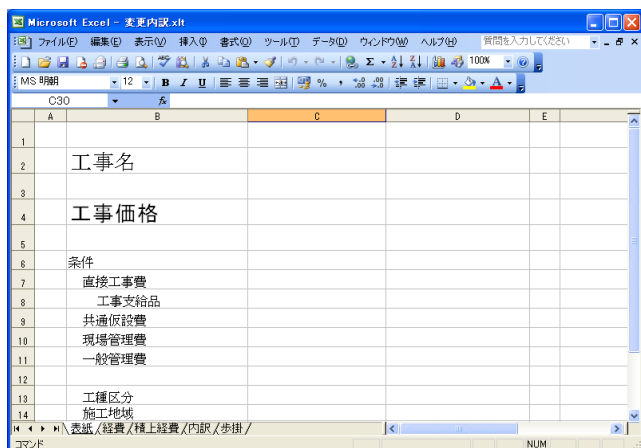 Microsoft Excel - 変更内訳.xlt
ファイル(F) 編集(E) 表示(V) 挿入(I) 書式(O) ツール(T) データ(D) ウィンドウ(W) ヘルプ(H) 質問を入力してください
100%
MS 明朝 12 B I U % ,
C30 fx
A B C D E
1
2 工事名
3
4 工事価格
5
6 条件
7 直接工事費
8 工事支給品
9 共通仮設費
10 現場管理費
11 一般管理費
12
13 工種区分
14 施工地域
表紙/経費/積上経費/内訳/歩掛/
コマンド NUM